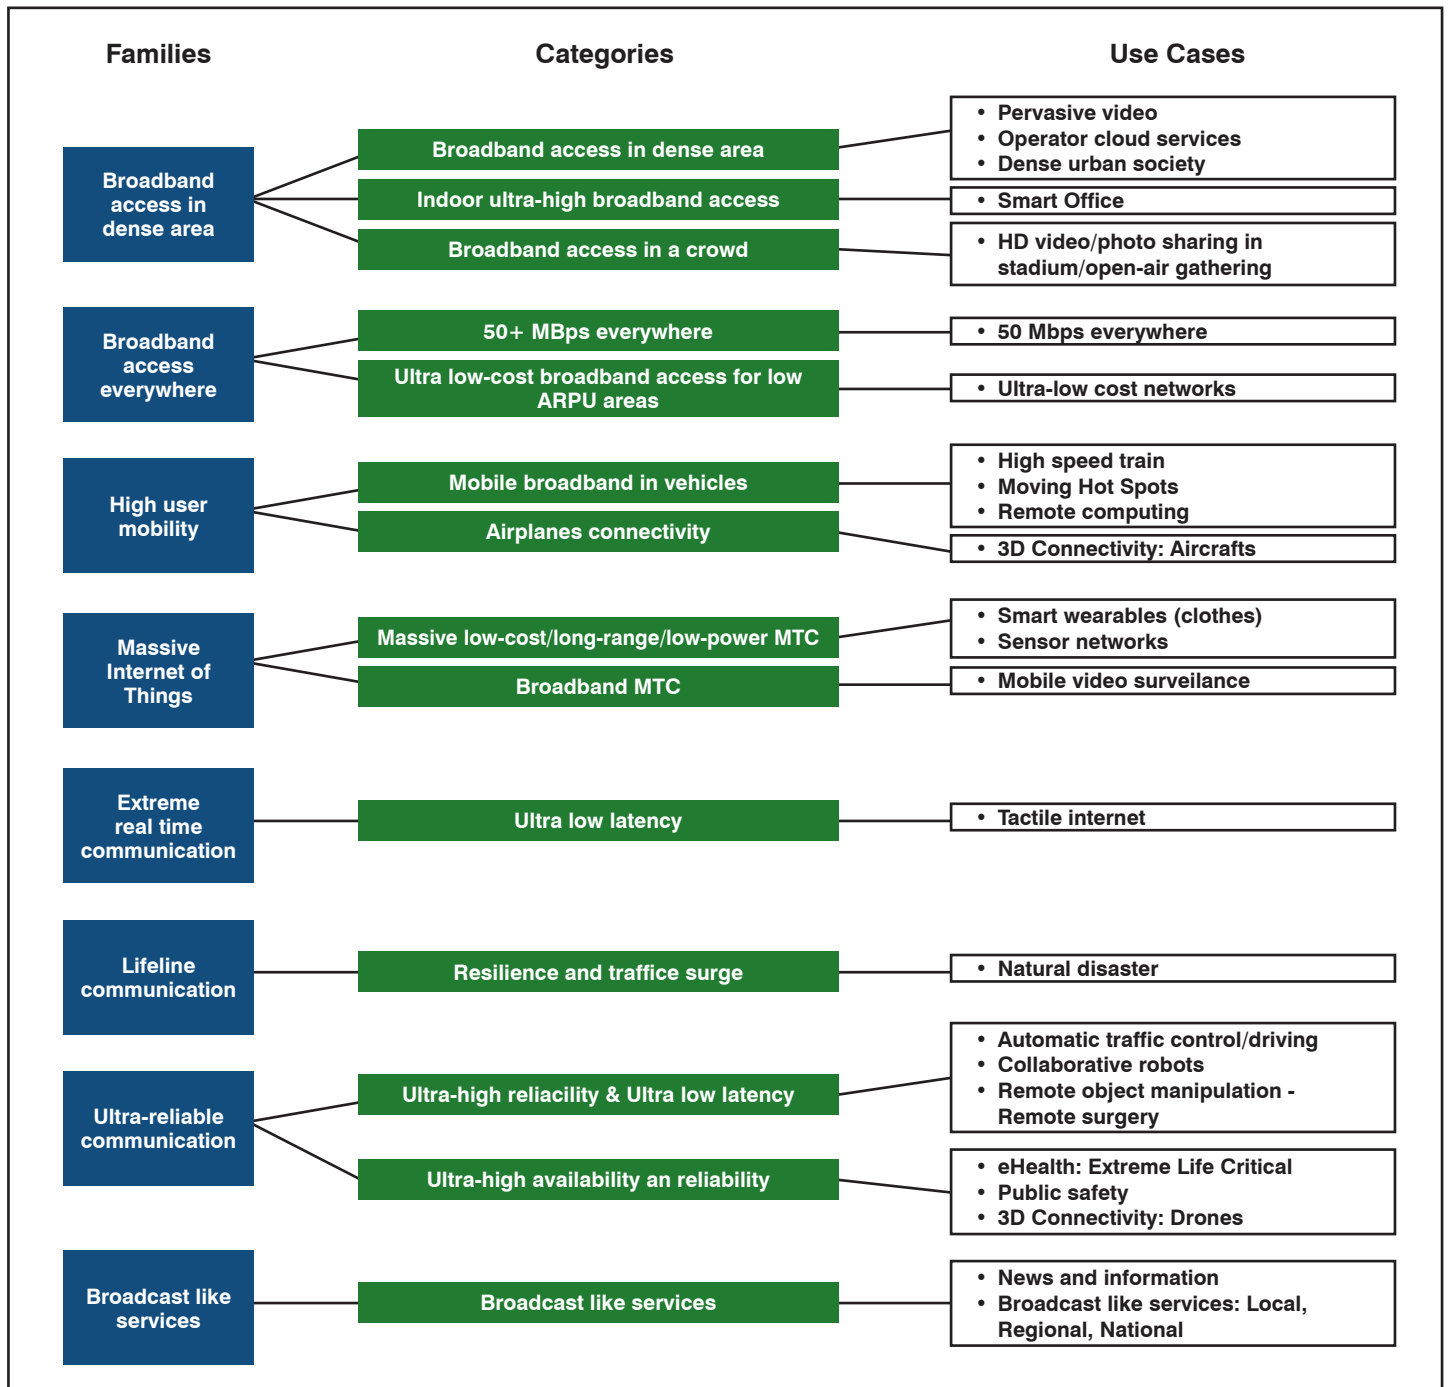 Families
Categories
Use Cases
Broadband
access in
dense area
Broadband access in dense area
• Pervasive video
• Operator cloud services
• Dense urban society
Indoor ultra-high broadband access
• Smart Office
Broadband access in a crowd
• HD video/photo sharing in
stadium/open-air gathering
Broadband
access
everywhere
50+ MBps everywhere
• 50 Mbps everywhere
Ultra low-cost broadband access for low
ARPU areas
• Ultra-low cost networks
High user
mobility
Mobile broadband in vehicles
• High speed train
• Moving Hot Spots
• Remote computing
Airplanes connectivity
• 3D Connectivity: Aircrafts
Massive
Internet of
Things
Massive low-cost/long-range/low-power MTC
• Smart wearables (clothes)
• Sensor networks
Broadband MTC
• Mobile video surveilance
Extreme
real time
communication
Ultra low latency
• Tactile internet
Lifeline
communication
Resilience and traffice surge
• Natural disaster
Ultra-reliable
communication
Ultra-high reliacility & Ultra low latency
• Automatic traffic control/driving
• Collaborative robots
• Remote object manipulation -
Remote surgery
Ultra-high availability an reliability
• eHealth: Extreme Life Critical
• Public safety
• 3D Connectivity: Drones
Broadcast like
services
Broadcast like services
• News and information
• Broadcast like services: Local,
Regional, National